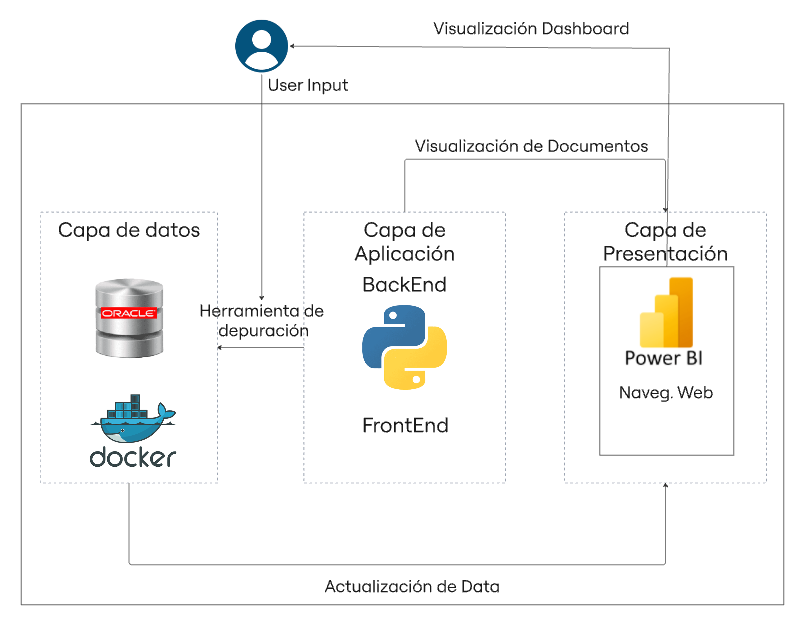 Visualización Dashboard
User Input
Visualización de Documentos
Capa de datos
ORACLE
docker
Herramienta de
depuración
Capa de
Aplicación
BackEnd
FrontEnd
Capa de
Presentación
Power BI
Naveg. Web
Actualización de Data